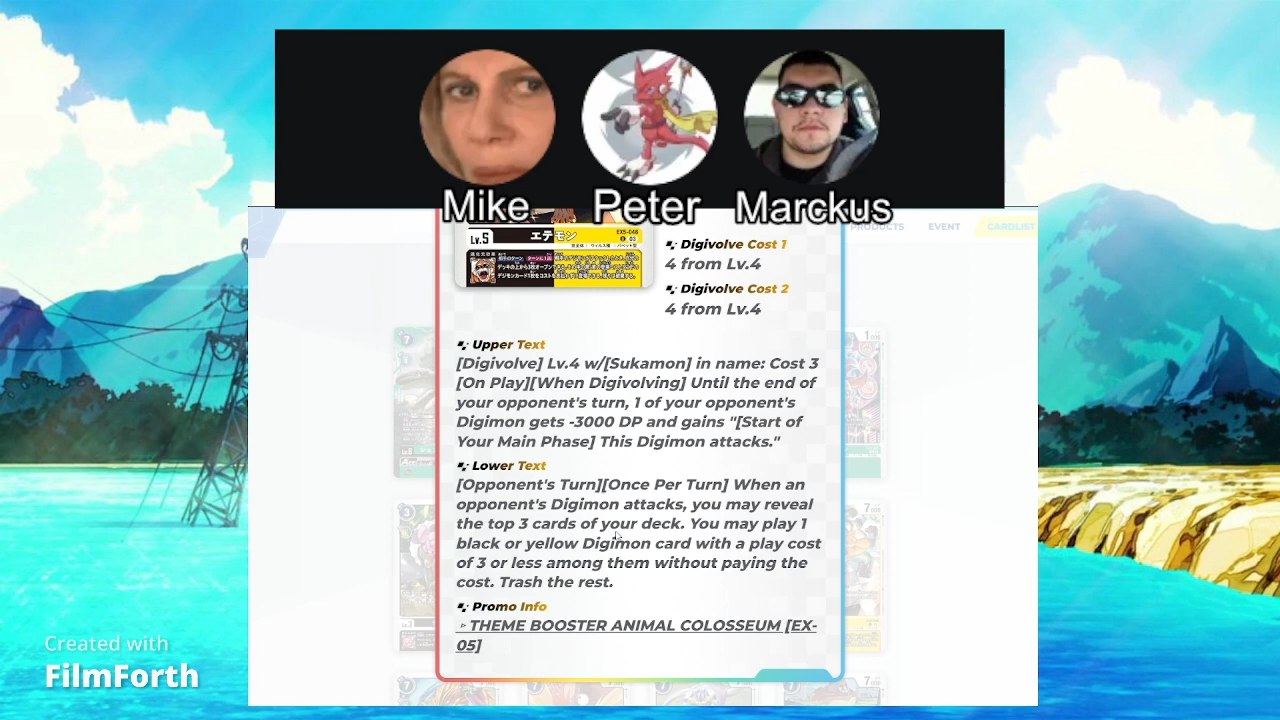 Mike Peter Marckus
PRODUCTS EVENT CARDLIST
Lv.5 エテモン EX5-048
Digivolve Cost 1
4 from Lv.4
Digivolve Cost 2
4 from Lv.4
Upper Text
[Digivolve] Lv.4 w/[Sukamon] in name: Cost 3
[On Play][When Digivolving] Until the end of
your opponent's turn, 1 of your opponent's
Digimon gets -3000 DP and gains "[Start of
Your Main Phase] This Digimon attacks."
Lower Text
[Opponent's Turn][Once Per Turn] When an
opponent's Digimon attacks, you may reveal
the top 3 cards of your deck. You may play 1
black or yellow Digimon card with a play cost
of 3 or less among them without paying the
cost. Trash the rest.
Promo Info
▹ THEME BOOSTER ANIMAL COLOSSEUM [EX-
05]
Created with
FilmForth